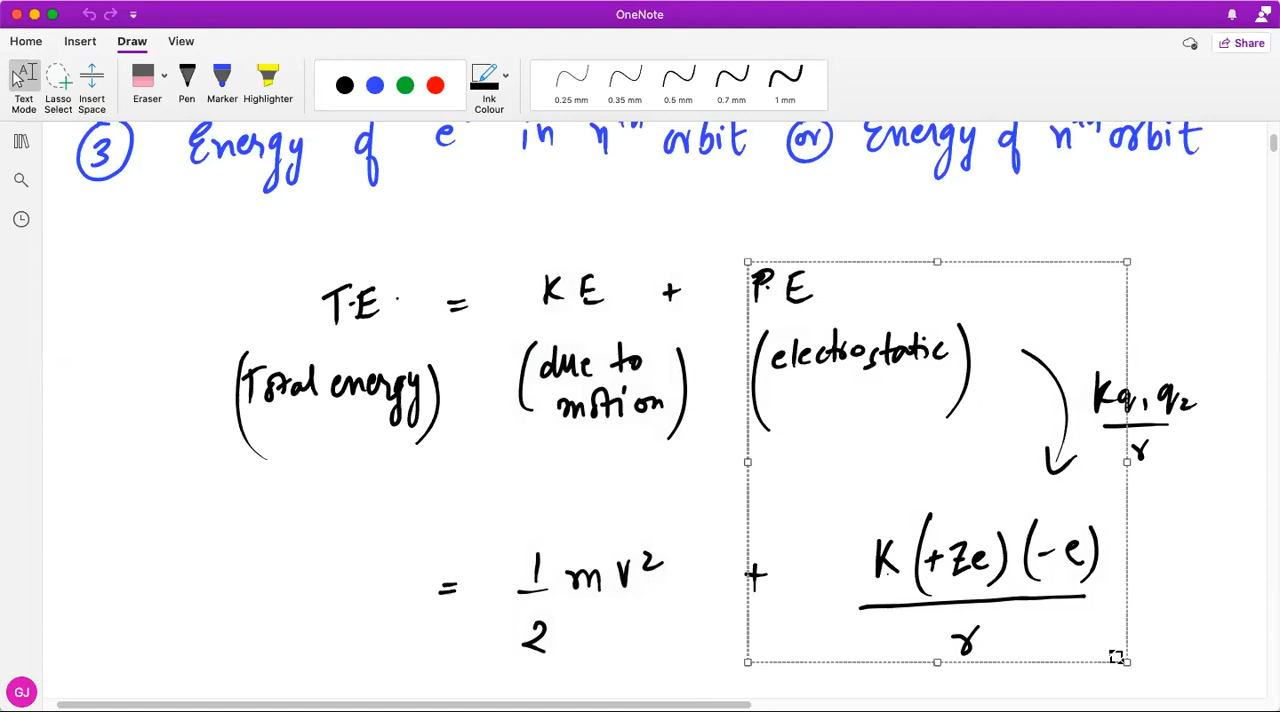 OneNote
Home Insert Draw View
Share
Text Mode
Lasso Select
Insert Space
Eraser
Pen
Marker
Highlighter
Ink Colour
0.25 mm 0.35 mm 0.5 mm 0.7 mm 1 mm
③ Energy of e⁻ in nth orbit (or) Energy of nth orbit
T.E. = KE + P.E
(Total energy) (due to motion) (electrostatic)
Kq₁q₂ / r
= 1/2 mv² + K(+Ze)(-e) / r
GJ